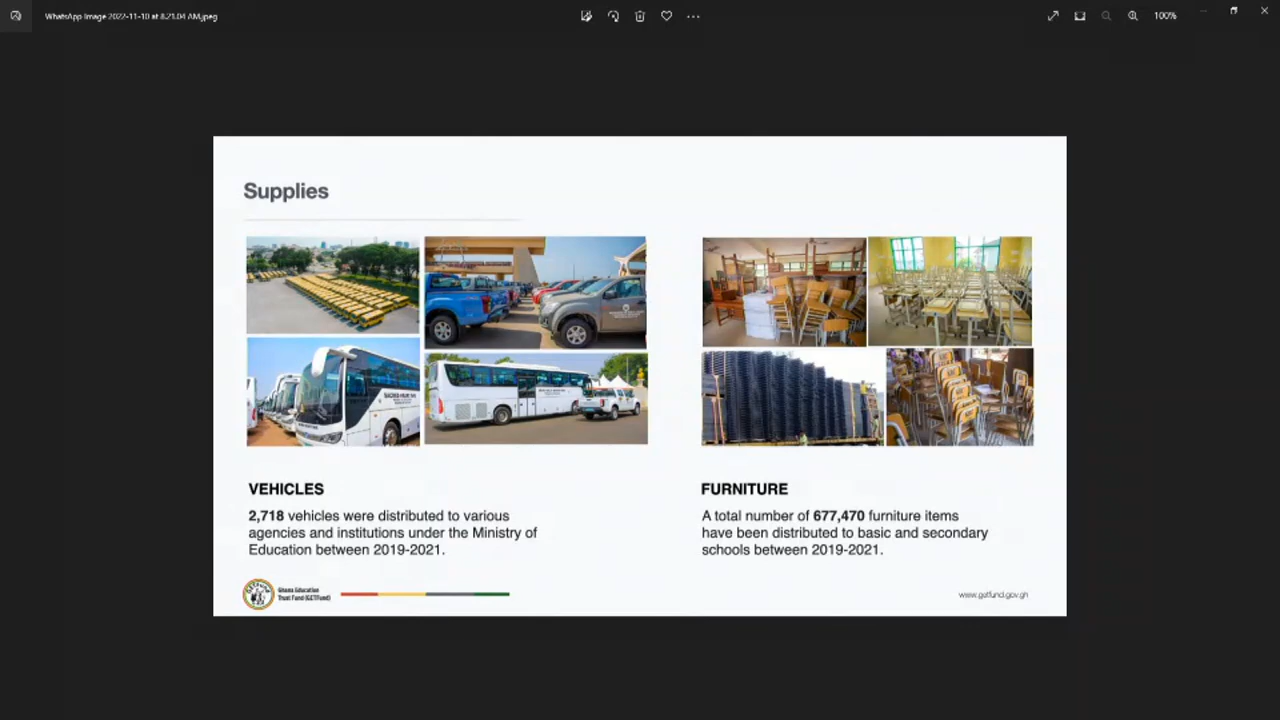 WhatsApp Image 2022-11-10 at 8.21.04 AM.jpeg
100%
Supplies
VEHICLES
2,718 vehicles were distributed to various
agencies and institutions under the Ministry of
Education between 2019-2021.
FURNITURE
A total number of 677,470 furniture items
have been distributed to basic and secondary
schools between 2019-2021.
GETFund
Ghana Education
Trust Fund (GETFund)
www.getfund.gov.gh